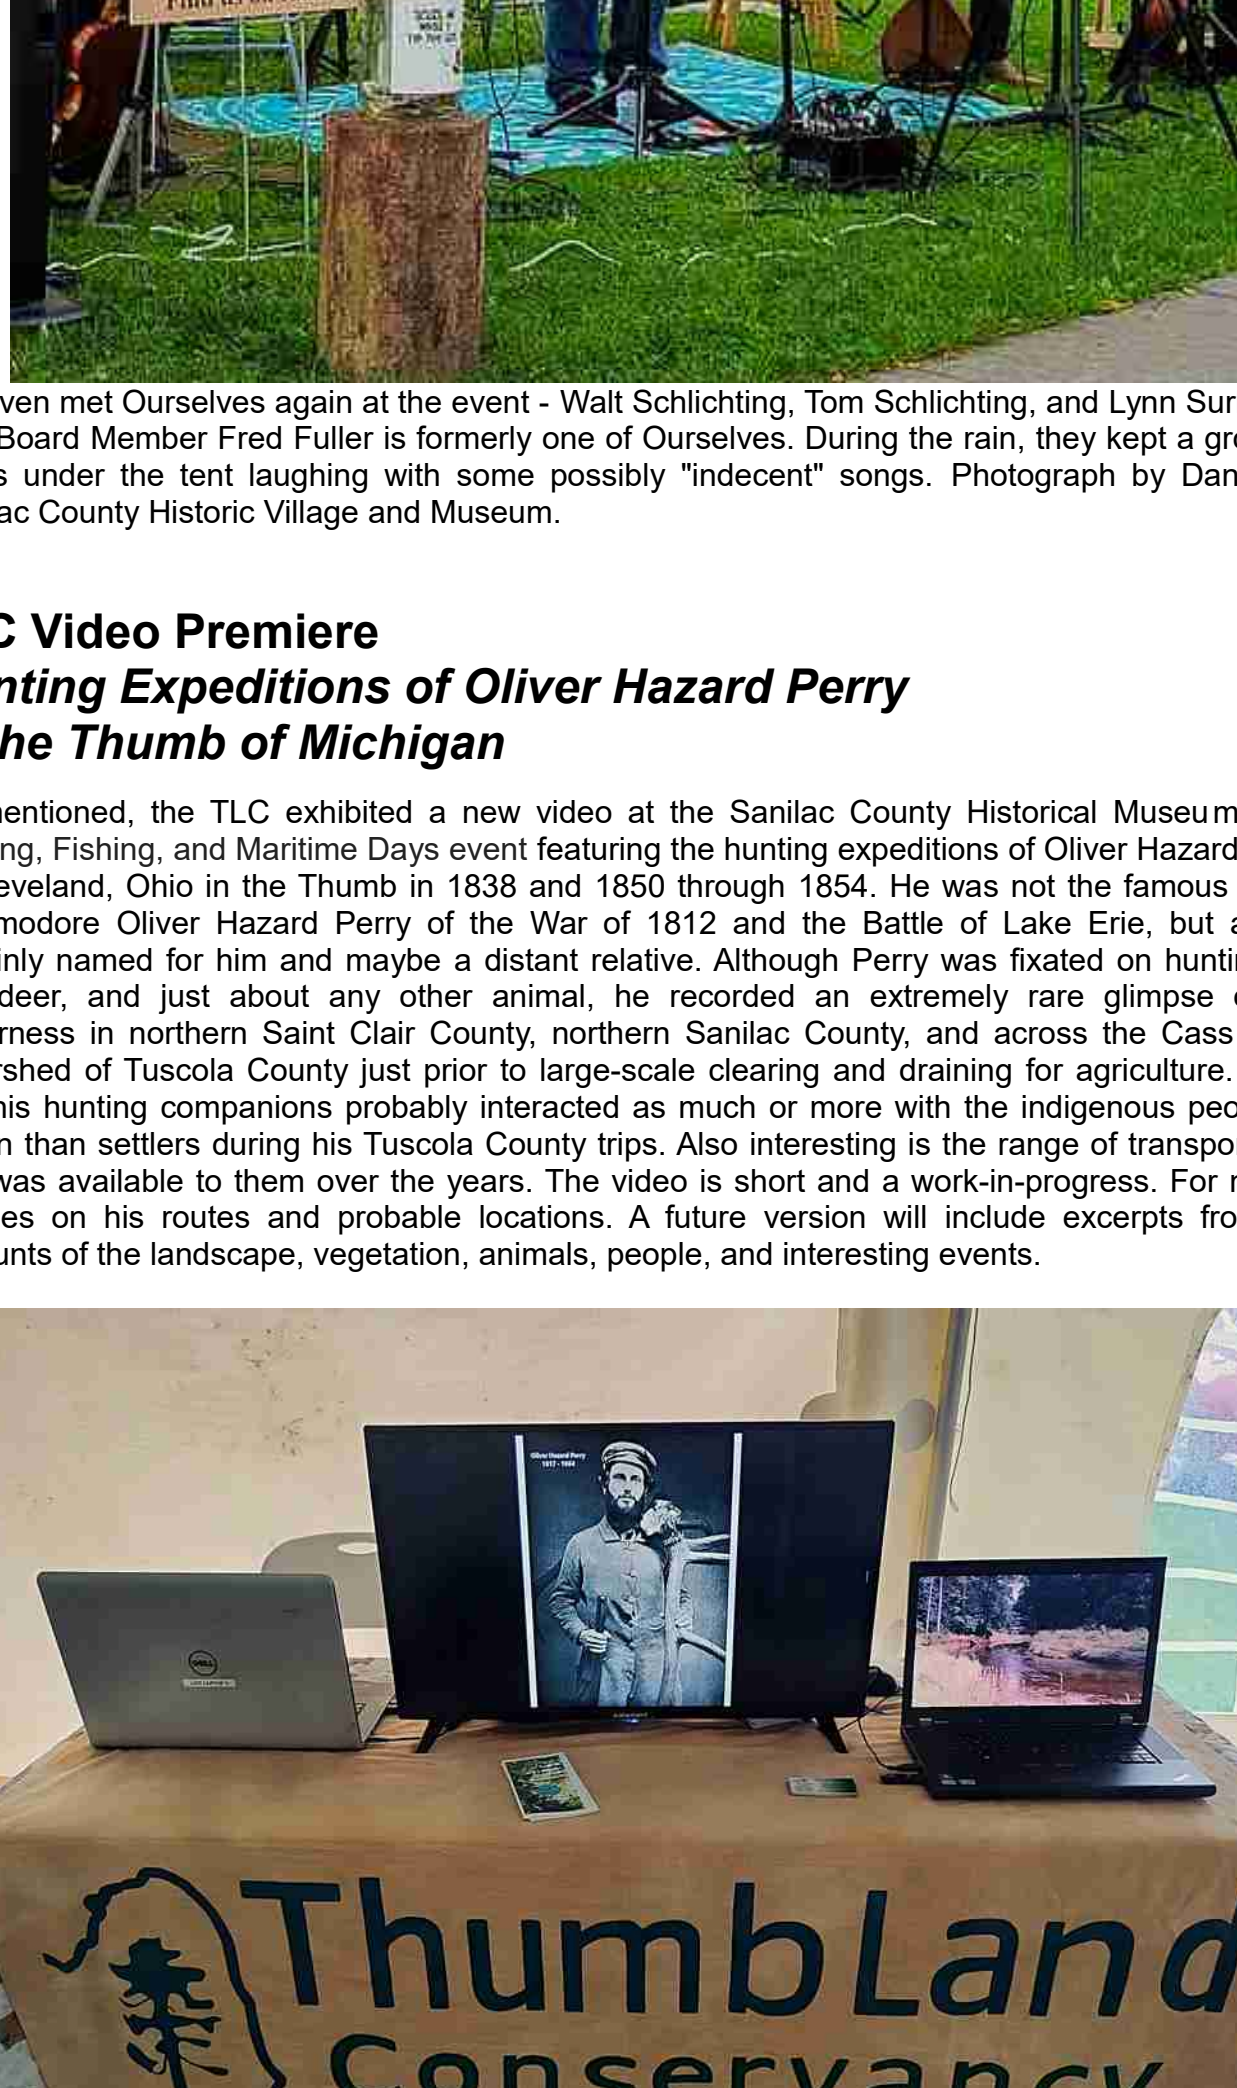 ven met Ourselves again at the event - Walt Schlichting, Tom Schlichting, and Lynn Sur
Board Member Fred Fuller is formerly one of Ourselves. During the rain, they kept a gr
s under the tent laughing with some possibly "indecent" songs. Photograph by Dan
ac County Historic Village and Museum.
C Video Premiere
nting Expeditions of Oliver Hazard Perry
he Thumb of Michigan
mentioned, the TLC exhibited a new video at the Sanilac County Historical Museum
ng, Fishing, and Maritime Days event featuring the hunting expeditions of Oliver Hazard
eveland, Ohio in the Thumb in 1838 and 1850 through 1854. He was not the famous
modore Oliver Hazard Perry of the War of 1812 and the Battle of Lake Erie, but a
inly named for him and maybe a distant relative. Although Perry was fixated on huntin
deer, and just about any other animal, he recorded an extremely rare glimpse
rness in northern Saint Clair County, northern Sanilac County, and across the Cass
rshed of Tuscola County just prior to large-scale clearing and draining for agriculture.
his hunting companions probably interacted as much or more with the indigenous peo
n than settlers during his Tuscola County trips. Also interesting is the range of transpor
was available to them over the years. The video is short and a work-in-progress. For
es on his routes and probable locations. A future version will include excerpts fro
unts of the landscape, vegetation, animals, people, and interesting events.
Oliver Hazard Perry
DELL
Thumb Land
Conservancy